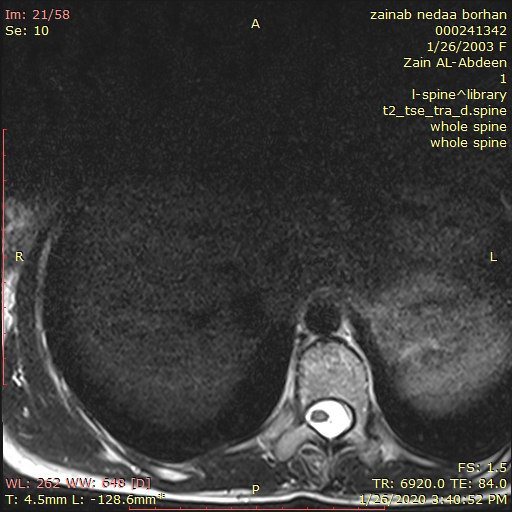 Im: 21/58
Se: 10
A
zainab nedaa borhan
000241342
1/26/2003 F
Zain AL-Abdeen
1
l-spine^library
t2_tse_tra_d.spine
whole spine
whole spine
R
L
WL: 262 WW: 648 [D]
T: 4.5mm L: -128.6mm
P
FS: 1.5
TR: 6920.0 TE: 84.0
1/26/2020 3:40:52 PM